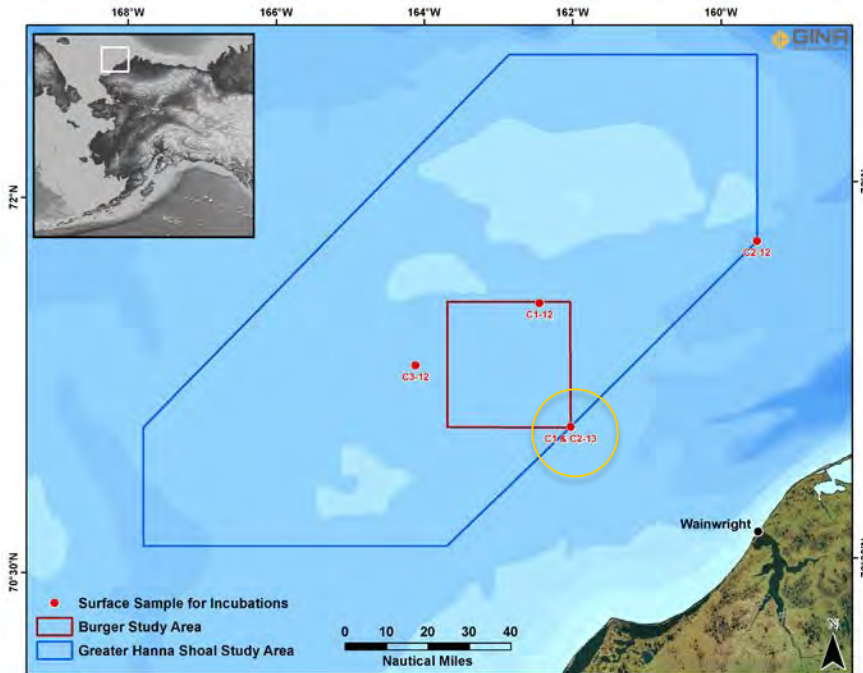 168°W
166°W
164°W
162°W
160°W
GINA
72°N
C2-12
C1-12
C3-12
C1 & C2-13
Wainwright
70°30'N
Surface Sample for Incubations
Burger Study Area
Greater Hanna Shoal Study Area
0 10 20 30 40
Nautical Miles
N